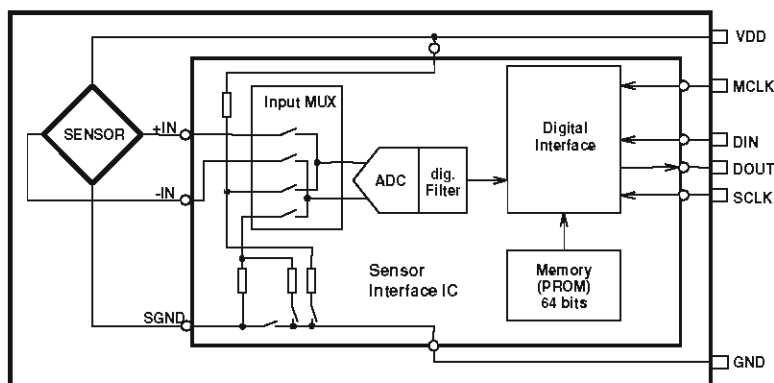 VDD
Input MUX
MCLK
SENSOR
+IN
Digital
Interface
DIN
DOUT
ADC
dig.
Filter
-IN
SCLK
Sensor
Interface IC
Memory
(PROM)
64 bits
SGND
GND